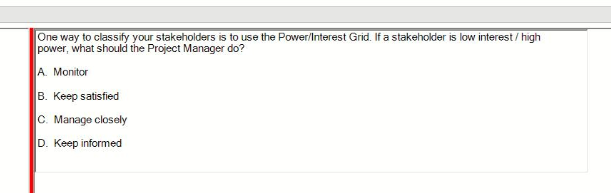 One way to classify your stakeholders is to use the Power/Interest Grid. If a stakeholder is low interest / high
power, what should the Project Manager do?
A. Monitor
B. Keep satisfied
C. Manage closely
D. Keep informed